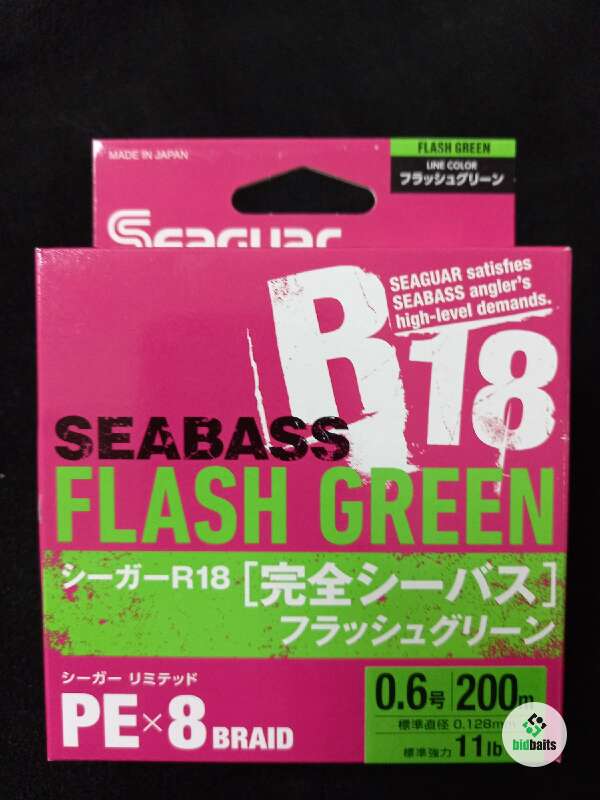 MADE IN JAPAN
FLASH GREEN
LINE COLOR
フラッシュグリーン
Seaguar
R18
SEAGUAR satisfies
SEABASS angler's
high-level demands.
SEABASS
FLASH GREEN
シーガーR18［完全シーバス］
フラッシュグリーン
シーガー リミテッド
PE×8 BRAID
0.6号 200m
標準直径 0.128mm
標準強力 11lb
bidbaits